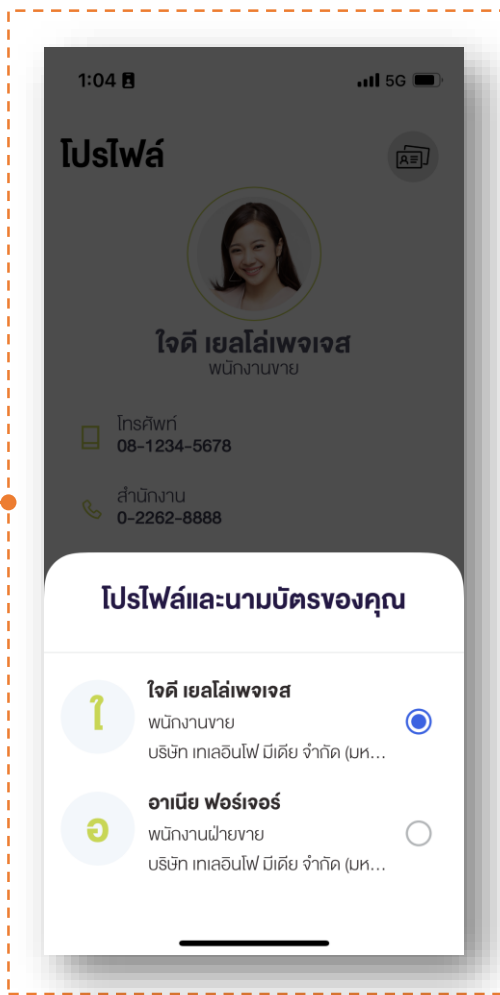 1:04 5G
โปรไฟล์
ใจดี เยลโล่เพจเจส
พนักงานขาย
โทรศัพท์
08-1234-5678
สำนักงาน
0-2262-8888
โปรไฟล์และนามบัตรของคุณ
ใ
ใจดี เยลโล่เพจเจส
พนักงานขาย
บริษัท เทเลอินโฟ มีเดีย จำกัด (มห...
อ
อาเนีย ฟอร์เจอร์
พนักงานฝ่ายขาย
บริษัท เทเลอินโฟ มีเดีย จำกัด (มห...